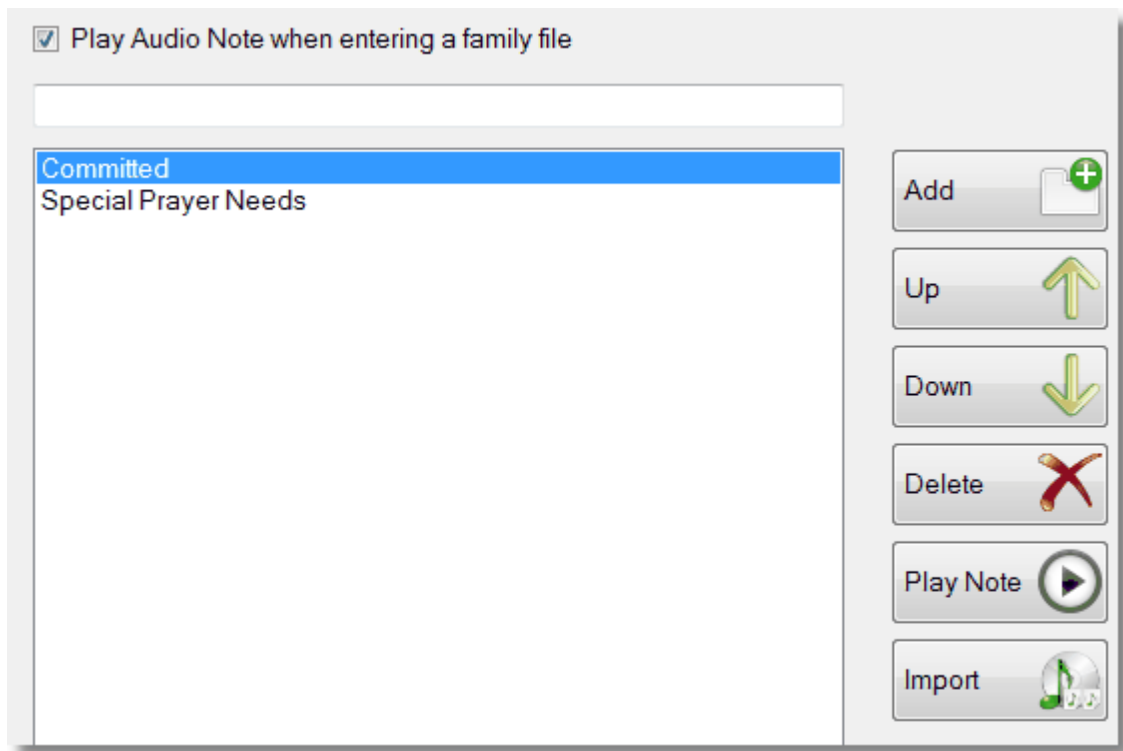 Play Audio Note when entering a family file
Committed
Special Prayer Needs
Add
Up
Down
Delete
Play Note
Import